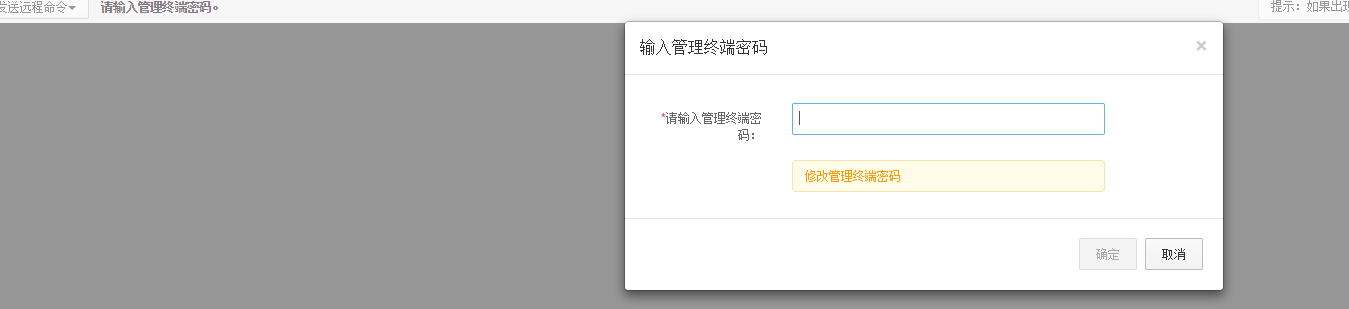 发送远程命令 请输入管理终端密码。 提示：如果出现
输入管理终端密码 ×
*请输入管理终端密
码：
修改管理终端密码
确定 取消